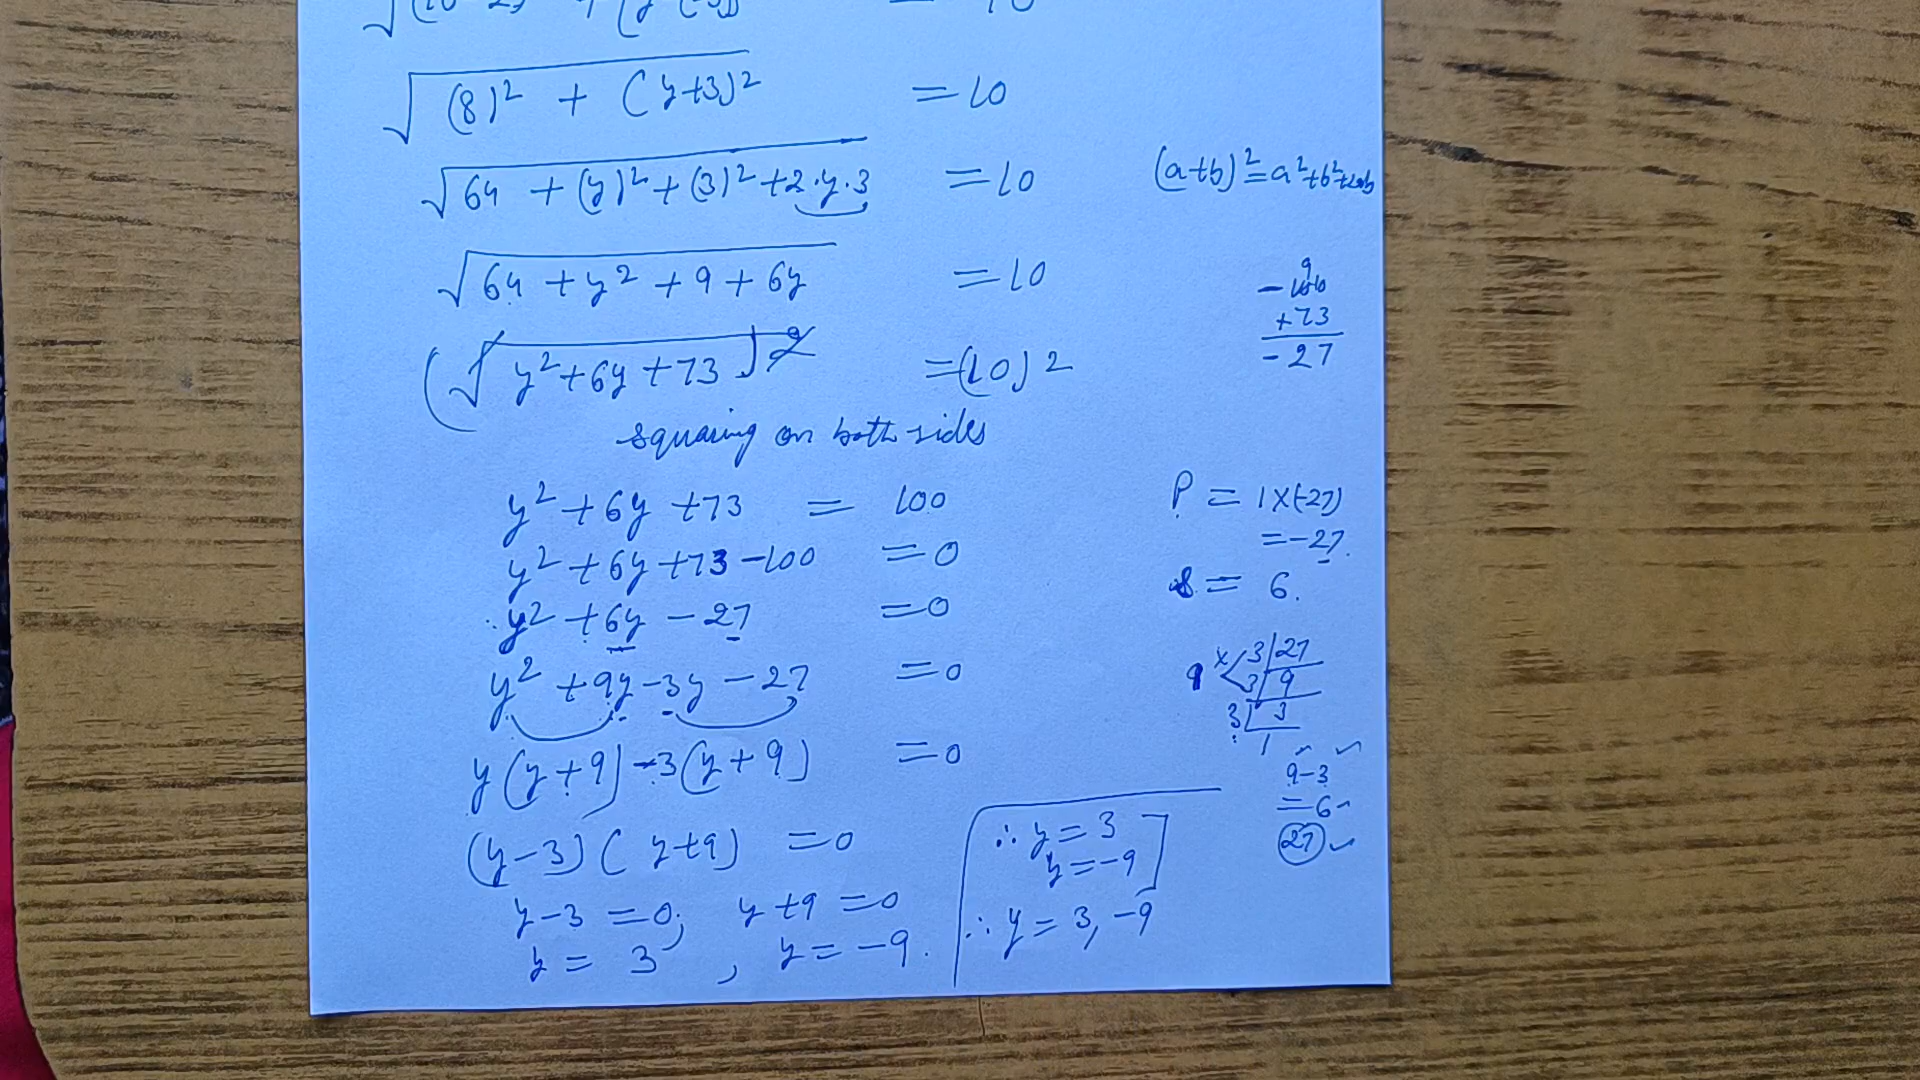 √(8)² + (y+3)² = 10
√64 + (y)² + (3)² + 2·y·3 = 10
(a+b)² = a²+b²+2ab
√64 + y² + 9 + 6y = 10
- 100
+73
- 27
(√y² + 6y + 73)² = (10)²
squaring on both sides
y² + 6y + 73 = 100
y² + 6y + 73 - 100 = 0
y² + 6y - 27 = 0
y² + 9y - 3y - 27 = 0
y(y+9) - 3(y+9) = 0
(y-3)(y+9) = 0
y-3 = 0; y+9 = 0
y = 3, y = -9.
P = 1×(-27)
= -27.
S = 6.
9 × 3|27
3|9
3|3
1
9-3
= 6
27
∴ y = 3
y = -9]
∴ y = 3, -9